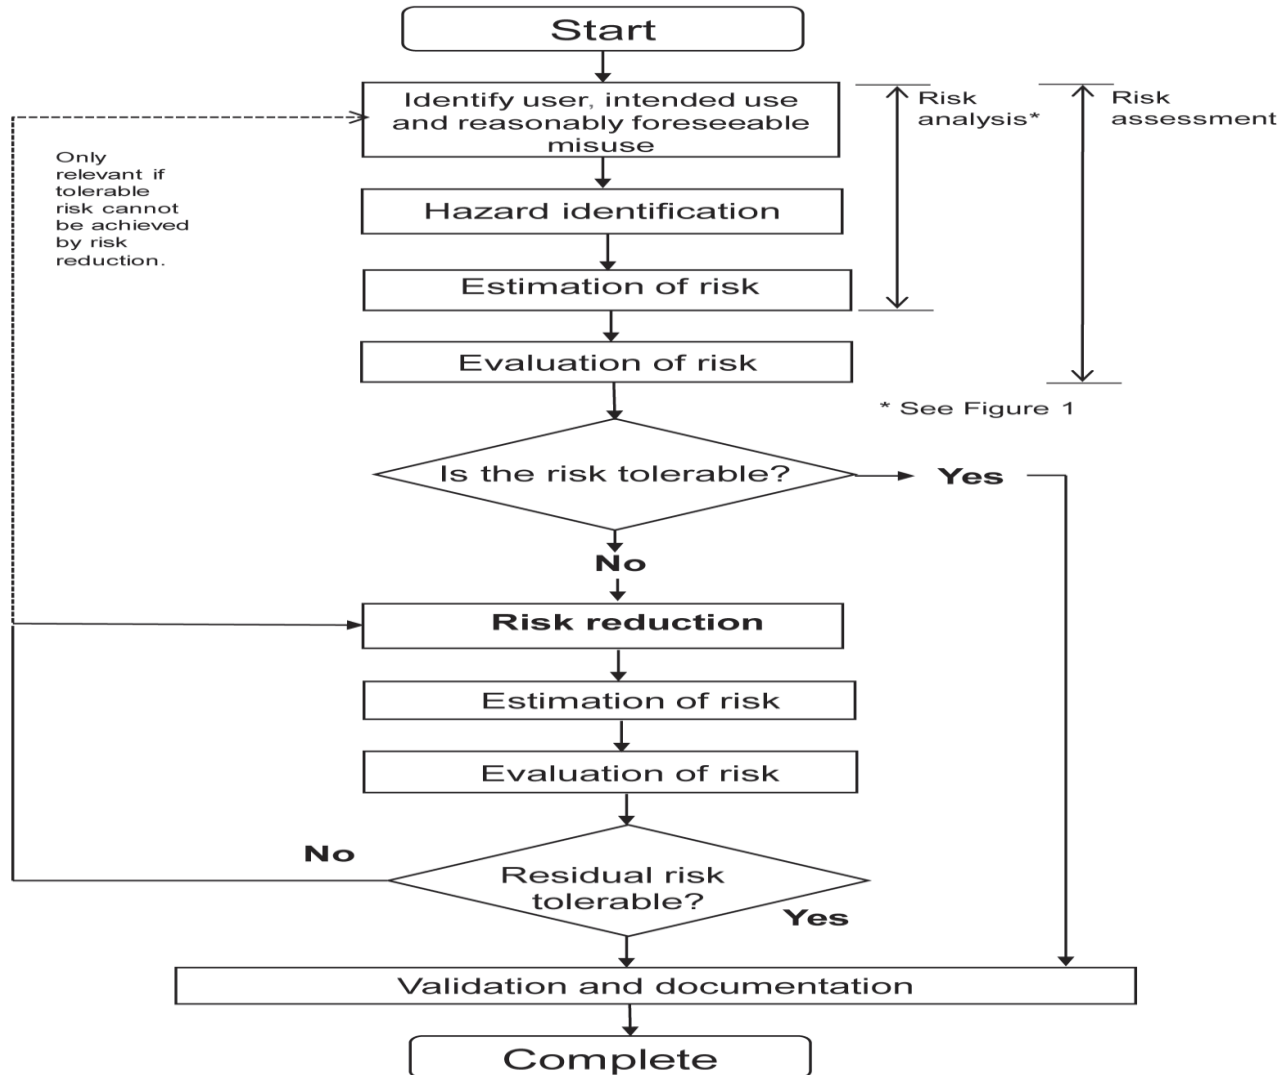 Start
Identify user, intended use
and reasonably foreseeable
misuse
Risk
analysis*
Risk
assessment
Only
relevant if
tolerable
risk cannot
be achieved
by risk
reduction.
Hazard identification
Estimation of risk
Evaluation of risk
* See Figure 1
Is the risk tolerable?
Yes
No
Risk reduction
Estimation of risk
Evaluation of risk
No
Residual risk
tolerable?
Yes
Validation and documentation
Complete